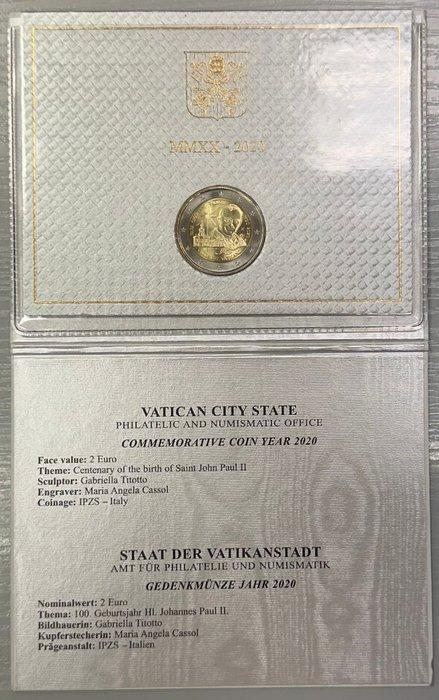 MMXX - 2020
VATICAN CITY STATE
PHILATELIC AND NUMISMATIC OFFICE
COMMEMORATIVE COIN YEAR 2020
Face value: 2 Euro
Theme: Centenary of the birth of Saint John Paul II
Sculptor: Gabriella Titotto
Engraver: Maria Angela Cassol
Coinage: IPZS – Italy
STAAT DER VATIKANSTADT
AMT FÜR PHILATELIE UND NUMISMATIK
GEDENKMÜNZE JAHR 2020
Nominalwert: 2 Euro
Thema: 100. Geburtsjahr Hl. Johannes Paul II.
Bildhauerin: Gabriella Titotto
Kupferstecherin: Maria Angela Cassol
Prägeanstalt: IPZS – Italien